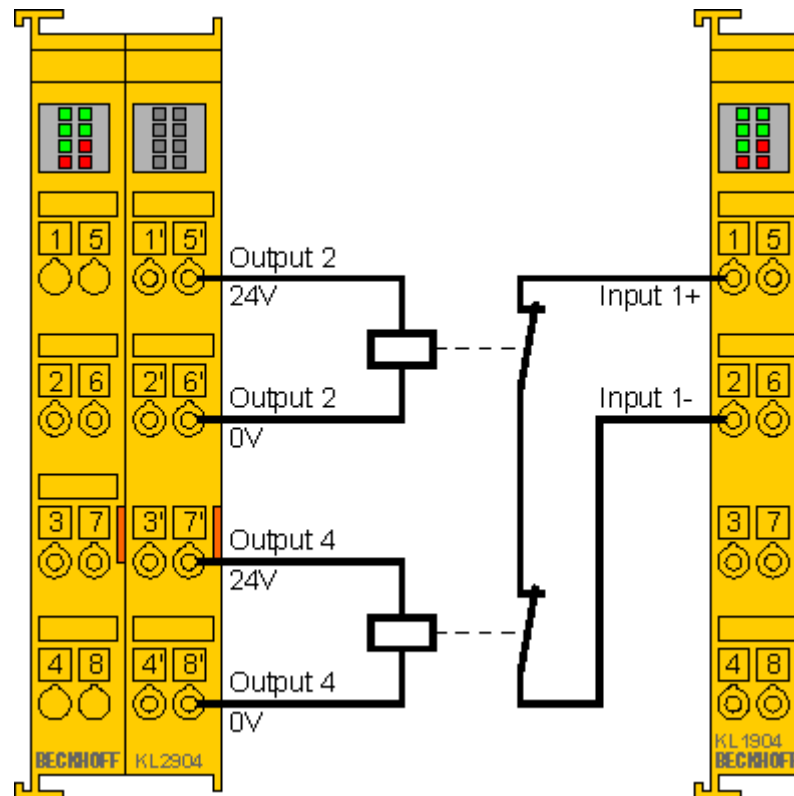 1 5 1' 5' Output 2 1 5
24V Input 1+
2 6 2' 6' Output 2 Input 1- 2 6
0V
3 7 3' 7' Output 4 3 7
24V
4 8 4' 8' Output 4 4 8
0V
KL1904
BECKHOFF KL2904 BECKHOFF